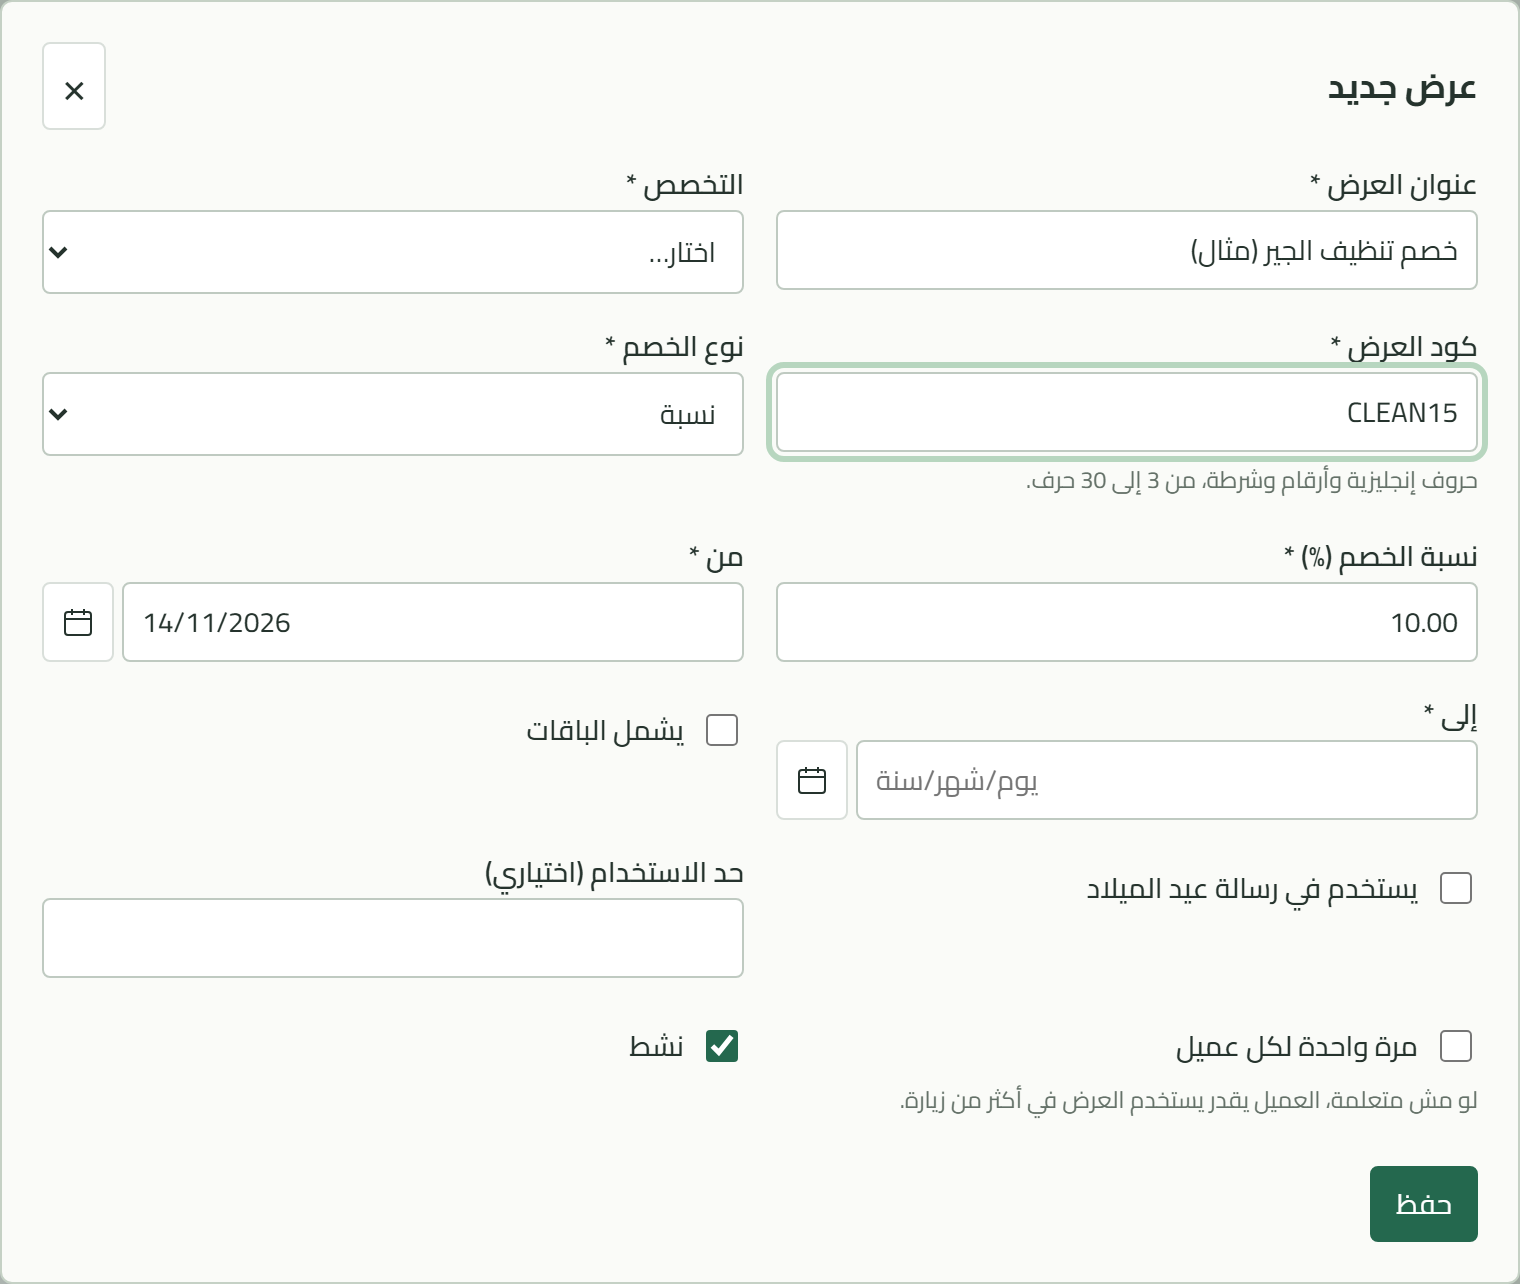 عرض جديد
عنوان العرض *
خصم تنظيف الجير (مثال)
التخصص *
اختار...
كود العرض *
CLEAN15
حروف إنجليزية وأرقام وشرطة، من 3 إلى 30 حرف.
نوع الخصم *
نسبة
نسبة الخصم (%) *
10.00
من *
14/11/2026
إلى *
يوم/شهر/سنة
يشمل الباقات
يستخدم في رسالة عيد الميلاد
حد الاستخدام (اختياري)
مرة واحدة لكل عميل
لو مش متعلمة، العميل يقدر يستخدم العرض في أكثر من زيارة.
نشط
حفظ